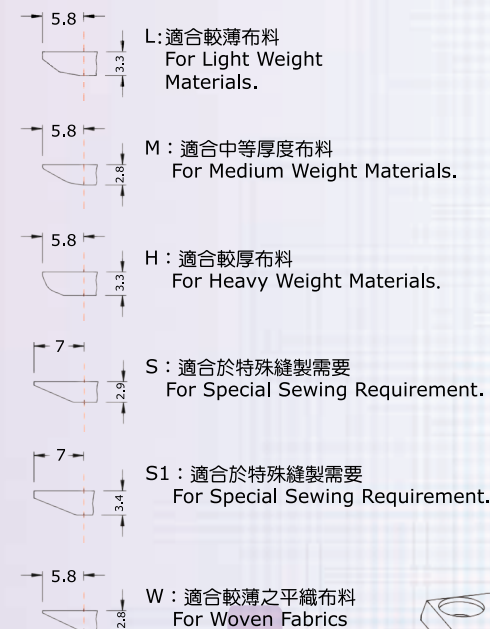 5.8
3.3
L:適合較薄布料
For Light Weight
Materials.
5.8
2.8
M：適合中等厚度布料
For Medium Weight Materials.
5.8
3.3
H：適合較厚布料
For Heavy Weight Materials.
7
2.9
S：適合於特殊縫製需要
For Special Sewing Requirement.
7
3.4
S1：適合於特殊縫製需要
For Special Sewing Requirement.
5.8
2.8
W：適合較薄之平織布料
For Woven Fabrics